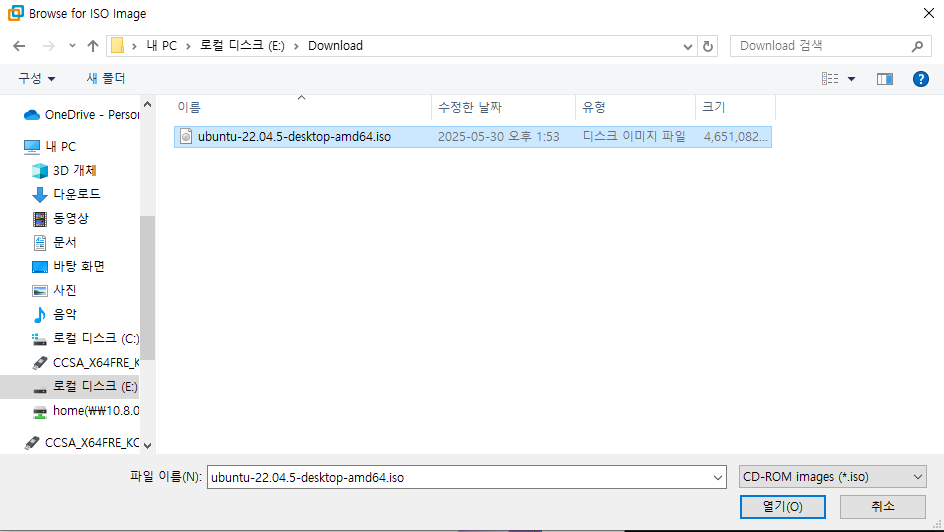 Browse for ISO Image
내 PC > 로컬 디스크 (E:) > Download
Download 검색
구성
새 폴더
이름
수정한 날짜
유형
크기
ubuntu-22.04.5-desktop-amd64.iso
2025-05-30 오후 1:53
디스크 이미지 파일
4,651,082...
OneDrive - Person
내 PC
3D 개체
다운로드
동영상
문서
바탕 화면
사진
음악
로컬 디스크 (C:)
CCSA_X64FRE_K
로컬 디스크 (E:)
home(₩₩10.8.0
CCSA_X64FRE_KO
파일 이름(N):
ubuntu-22.04.5-desktop-amd64.iso
CD-ROM images (*.iso)
열기(O)
취소